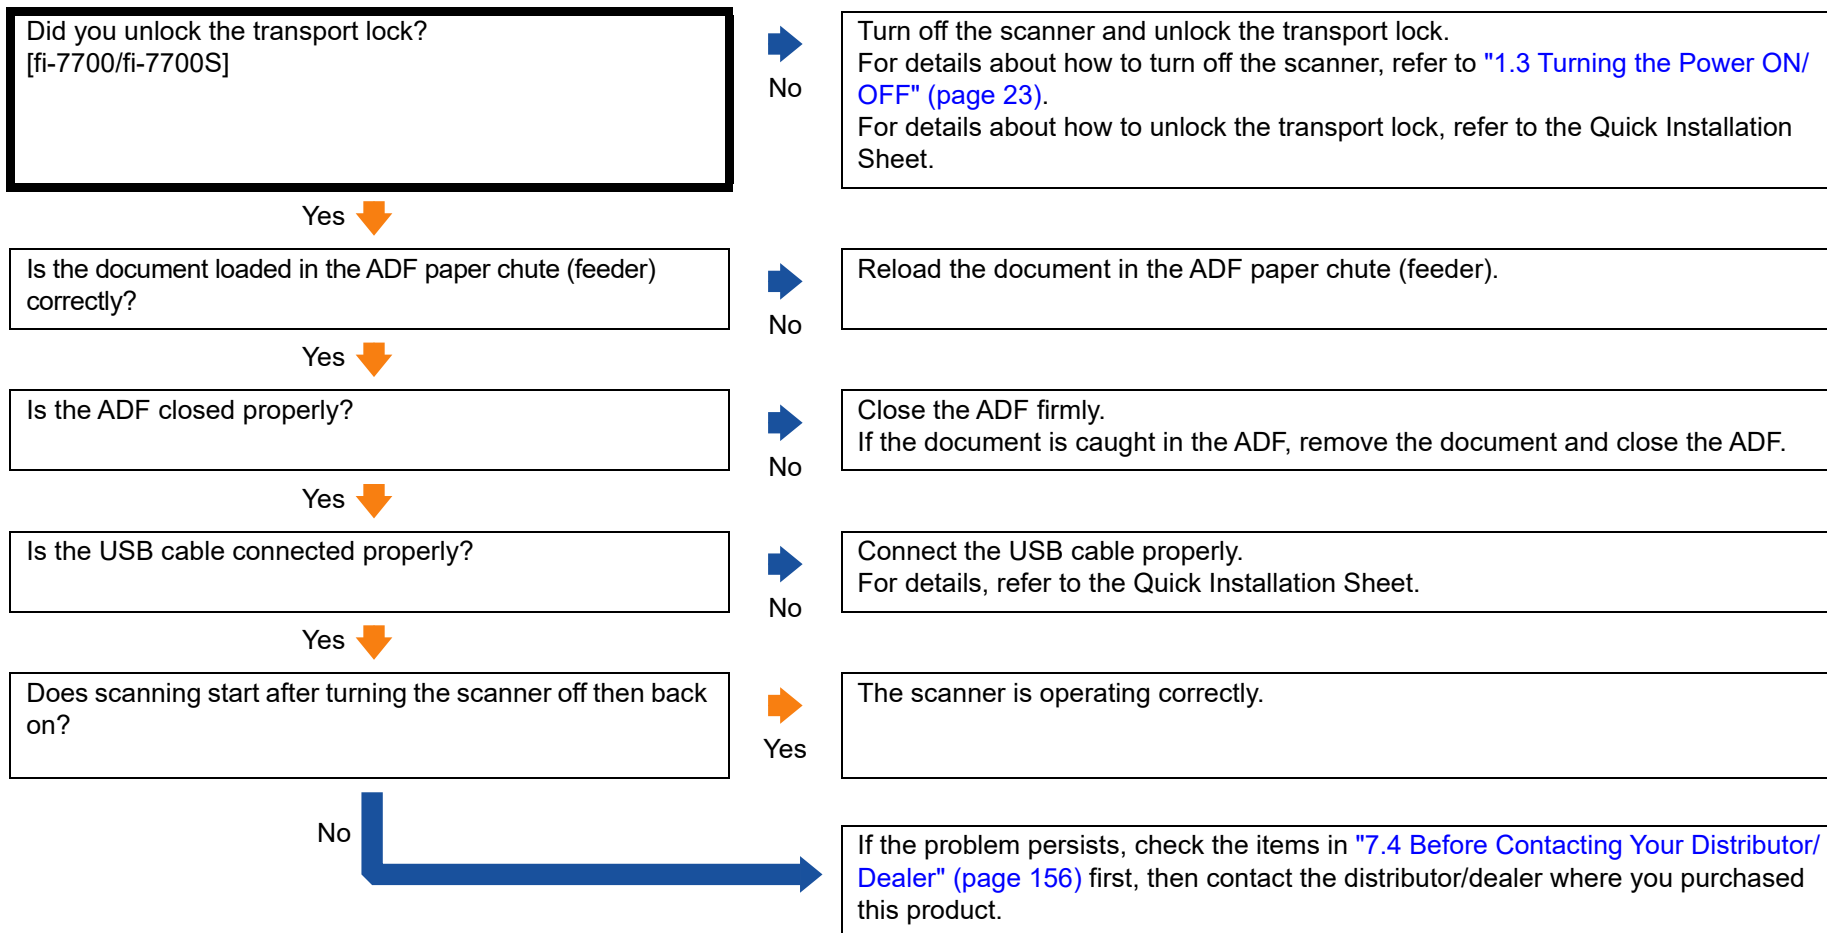 Did you unlock the transport lock?
[fi-7700/fi-7700S]
No
Turn off the scanner and unlock the transport lock.
For details about how to turn off the scanner, refer to "1.3 Turning the Power ON/
OFF" (page 23).
For details about how to unlock the transport lock, refer to the Quick Installation
Sheet.
Yes
Is the document loaded in the ADF paper chute (feeder)
correctly?
No
Reload the document in the ADF paper chute (feeder).
Yes
Is the ADF closed properly?
No
Close the ADF firmly.
If the document is caught in the ADF, remove the document and close the ADF.
Yes
Is the USB cable connected properly?
No
Connect the USB cable properly.
For details, refer to the Quick Installation Sheet.
Yes
Does scanning start after turning the scanner off then back
on?
Yes
The scanner is operating correctly.
No
If the problem persists, check the items in "7.4 Before Contacting Your Distributor/
Dealer" (page 156) first, then contact the distributor/dealer where you purchased
this product.